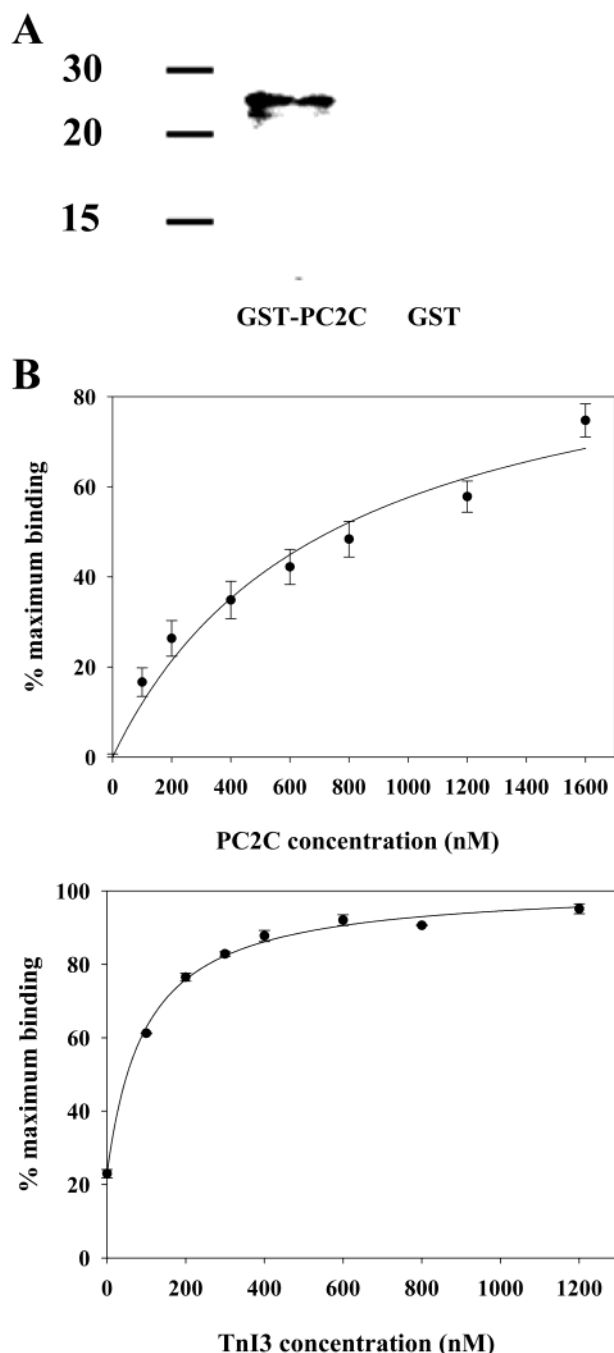 A
30
20
15
GST-PC2C GST
B
80
60
40
20
0
% maximum binding
0 200 400 600 800 1000 1200 1400 1600
PC2C concentration (nM)
100
80
60
40
20
0
% maximum binding
0 200 400 600 800 1000 1200
TnI3 concentration (nM)